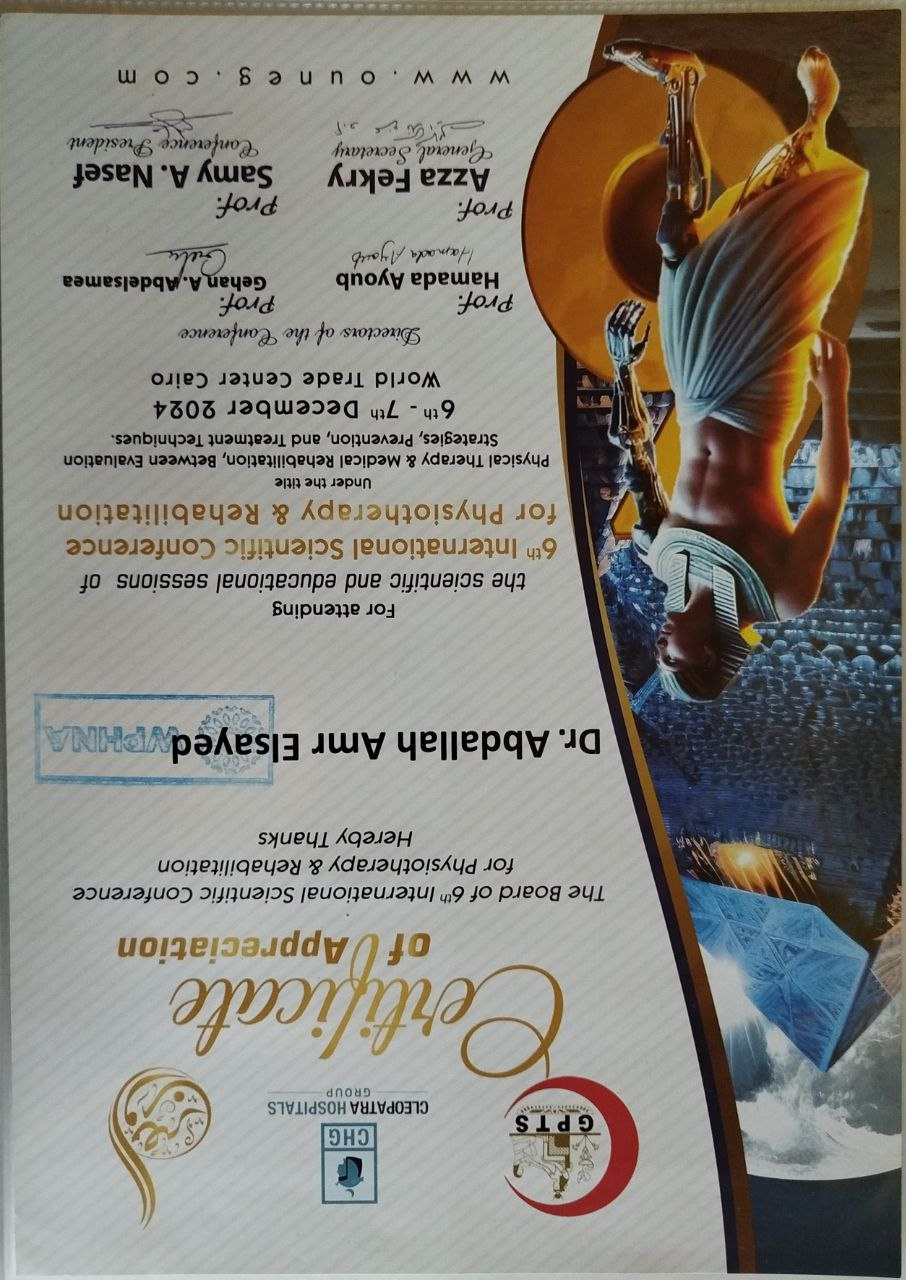 GPTS
CHG
CLEOPATRA HOSPITALS
GROUP
Certificate
of Appreciation
The Board of 6th International Scientific Conference
for Physiotherapy & Rehabilitation
Hereby Thanks
Dr. Abdallah Amr Elsayed
WPHNA
For attending
the scientific and educational sessions of
6th International Scientific Conference
for Physiotherapy & Rehabilitation
Under the title
Physical Therapy & Medical Rehabilitation, Between Evaluation
Strategies, Prevention, and Treatment Techniques.
6th - 7th December 2024
World Trade Center Cairo
Directors of the Conference
Prof. Prof.
Hamada Ayoub Gehan A. Abdelsamea
Hamada Ayoub
Prof. Prof.
Azza Fekry Samy A. Nasef
General Secretary Conference President
www.ouneg.com